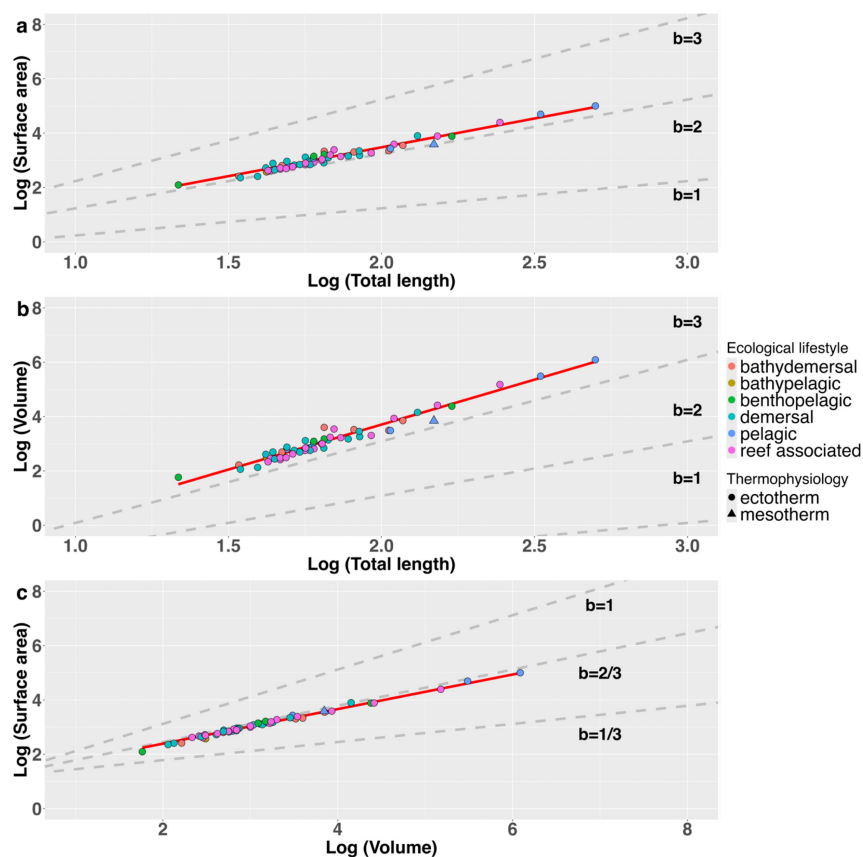 a
Log (Surface area)
8
6
4
2
0
b=3
b=2
b=1
1.0 1.5 2.0 2.5 3.0
Log (Total length)
b
Log (Volume)
8
6
4
2
0
b=3
b=2
b=1
1.0 1.5 2.0 2.5 3.0
Log (Total length)
Ecological lifestyle
bathydemersal
bathypelagic
benthopelagic
demersal
pelagic
reef associated
Thermophysiology
ectotherm
mesotherm
c
Log (Surface area)
8
6
4
2
0
b=1
b=2/3
b=1/3
2 4 6 8
Log (Volume)